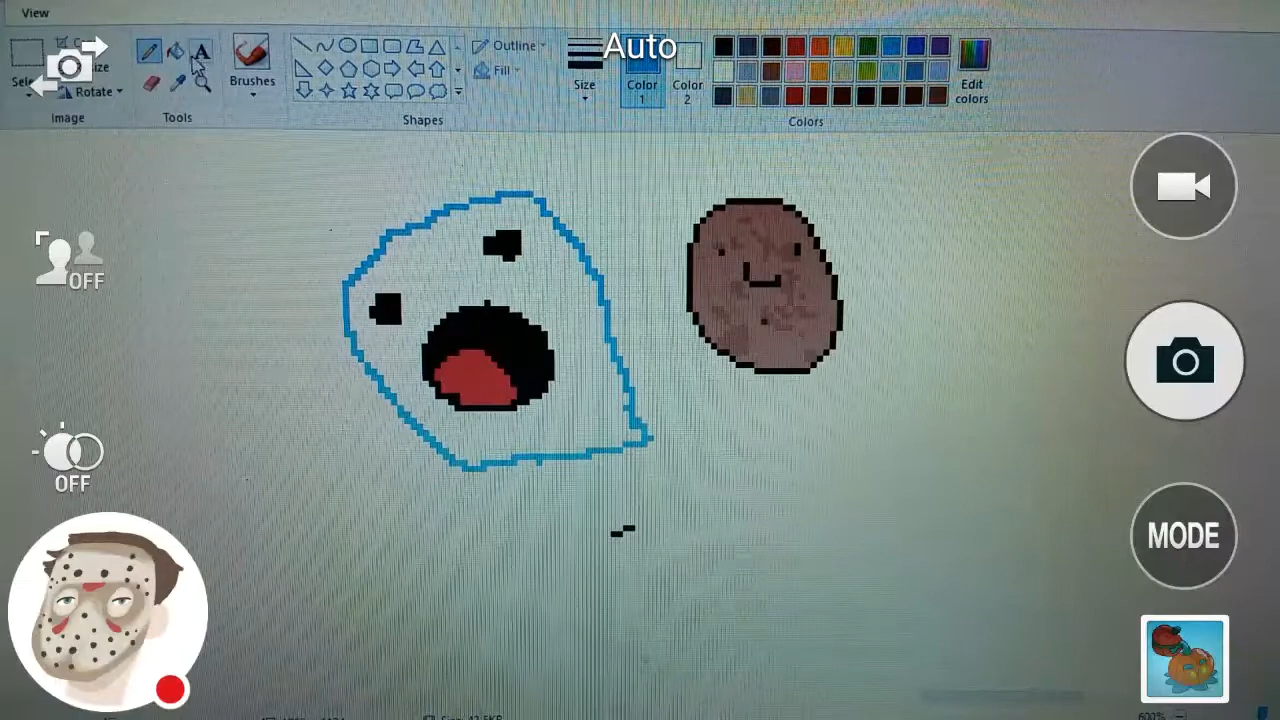 View
Auto
Rotate
Brushes
Outline
Fill
Size
Color
1
Color
2
Edit
colors
Image
Tools
Shapes
Colors
OFF
OFF
MODE
600%